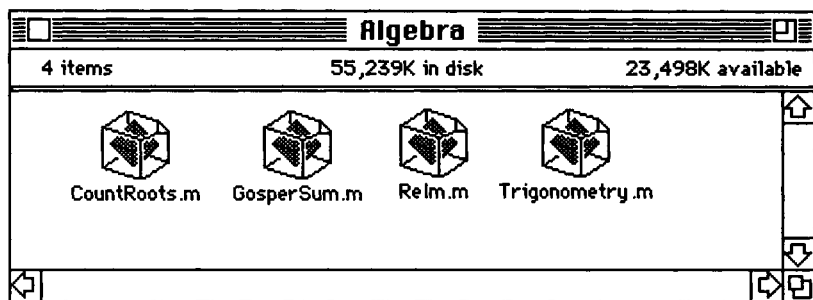 Algebra
4 items 55,239K in disk 23,498K available
CountRoots.m GosperSum.m ReIm.m Trigonometry.m